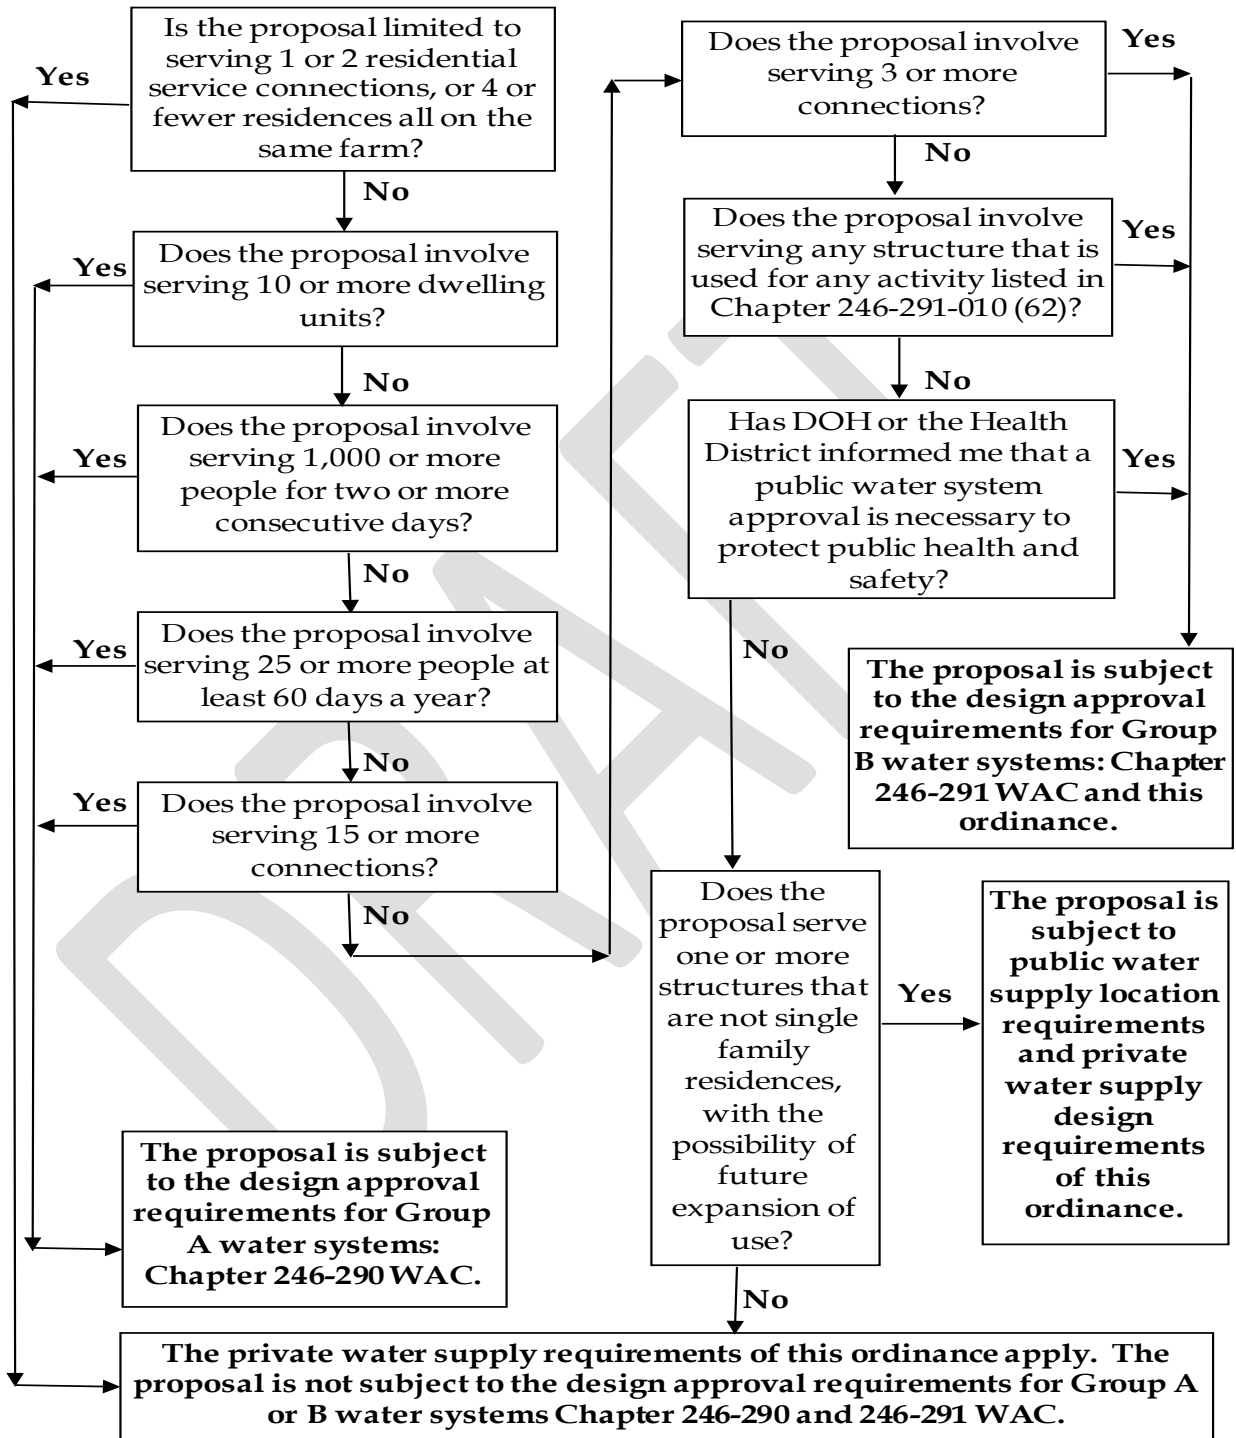 Is the proposal limited to
serving 1 or 2 residential
service connections, or 4 or
fewer residences all on the
same farm?
Yes
No
Does the proposal involve
serving 10 or more dwelling
units?
Yes
No
Does the proposal involve
serving 1,000 or more
people for two or more
consecutive days?
Yes
No
Does the proposal involve
serving 25 or more people at
least 60 days a year?
Yes
No
Does the proposal involve
serving 15 or more
connections?
Yes
No
The proposal is subject
to the design approval
requirements for Group
A water systems:
Chapter 246-290 WAC.
Does the proposal involve
serving 3 or more
connections?
Yes
No
Does the proposal involve
serving any structure that is
used for any activity listed in
Chapter 246-291-010 (62)?
Yes
No
Has DOH or the Health
District informed me that a
public water system
approval is necessary to
protect public health and
safety?
Yes
No
The proposal is subject
to the design approval
requirements for Group
B water systems: Chapter
246-291 WAC and this
ordinance.
Does the
proposal serve
one or more
structures that
are not single
family
residences,
with the
possibility of
future
expansion of
use?
Yes
No
The proposal is
subject to
public water
supply location
requirements
and private
water supply
design
requirements
of this
ordinance.
The private water supply requirements of this ordinance apply. The
proposal is not subject to the design approval requirements for Group A
or B water systems Chapter 246-290 and 246-291 WAC.
DRAFT